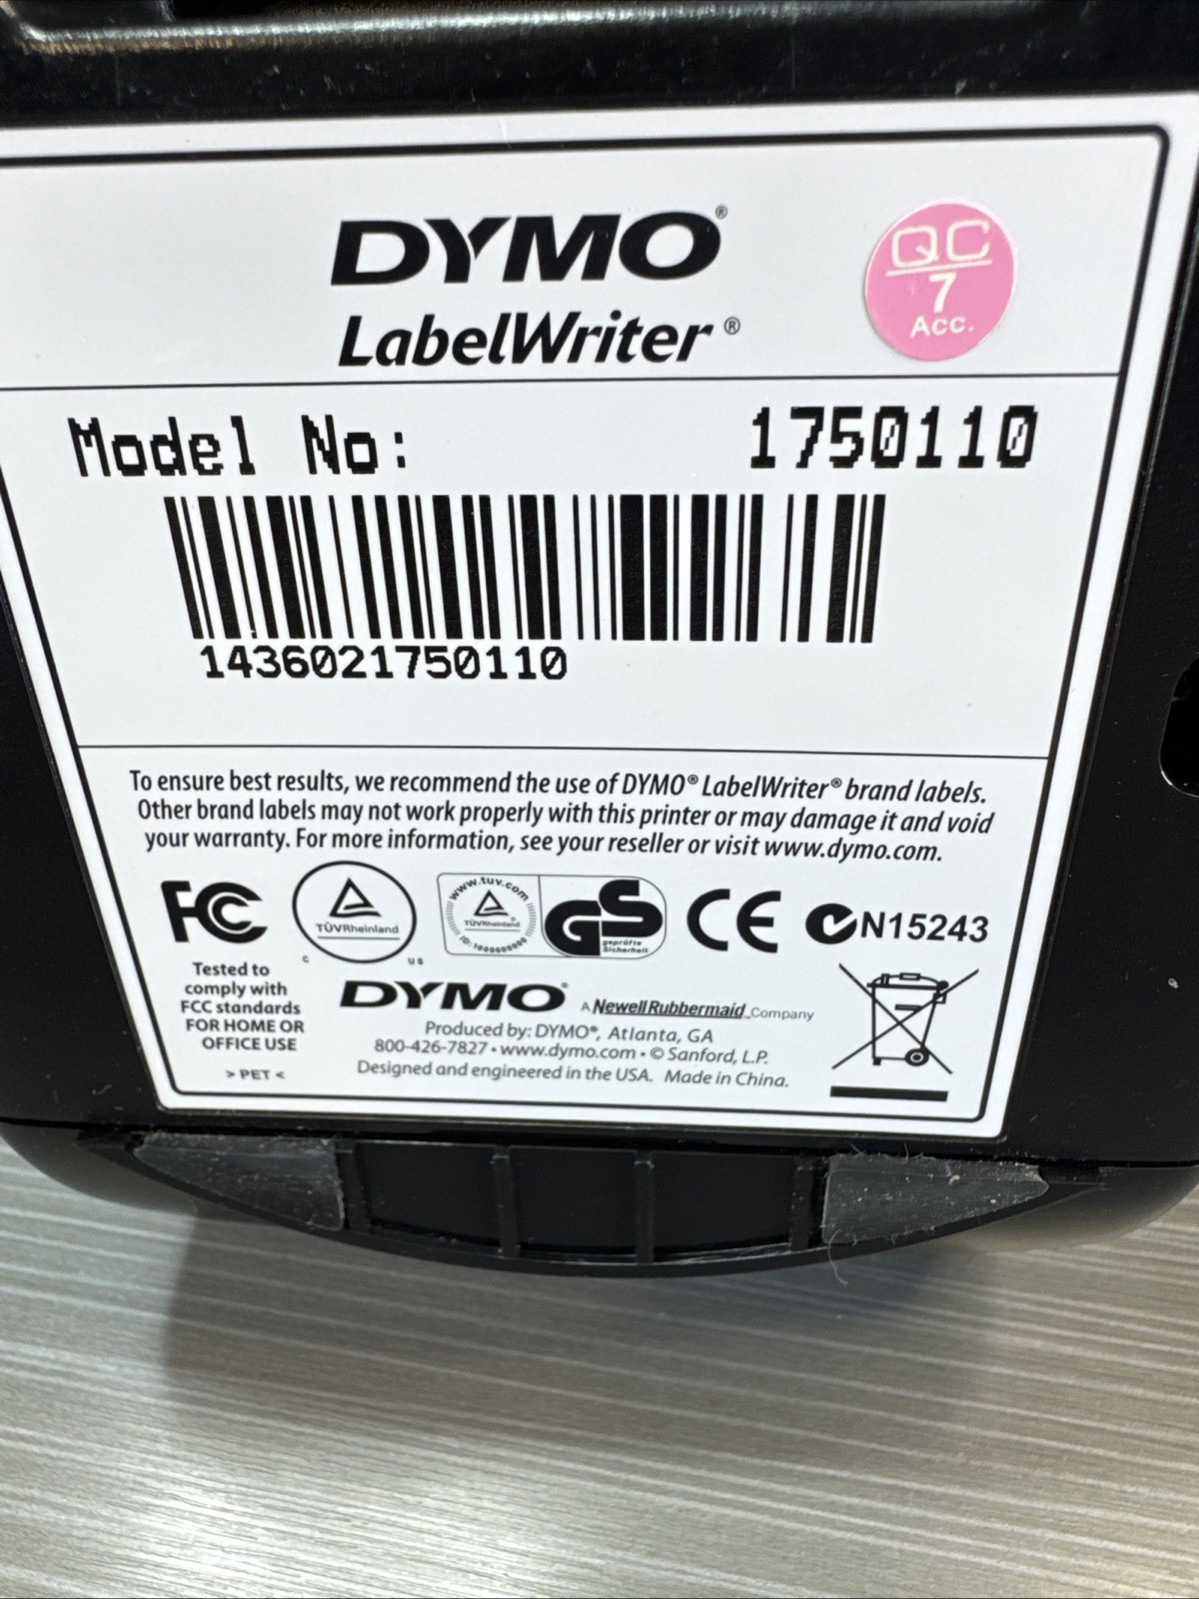 DYMO®
LabelWriter®
QC
7
Acc.
Model No: 1750110
1436021750110
To ensure best results, we recommend the use of DYMO® LabelWriter® brand labels.
Other brand labels may not work properly with this printer or may damage it and void
your warranty. For more information, see your reseller or visit www.dymo.com.
FC
TÜVRheinland
C US
www.tuv.com
TÜVRheinland®
GS
geprüfte
Sicherheit
CE
N15243
Tested to
comply with
FCC standards
FOR HOME OR
OFFICE USE
> PET <
DYMO® A NewellRubbermaid Company
Produced by: DYMO®, Atlanta, GA
800-426-7827 • www.dymo.com • © Sanford, L.P.
Designed and engineered in the USA. Made in China.